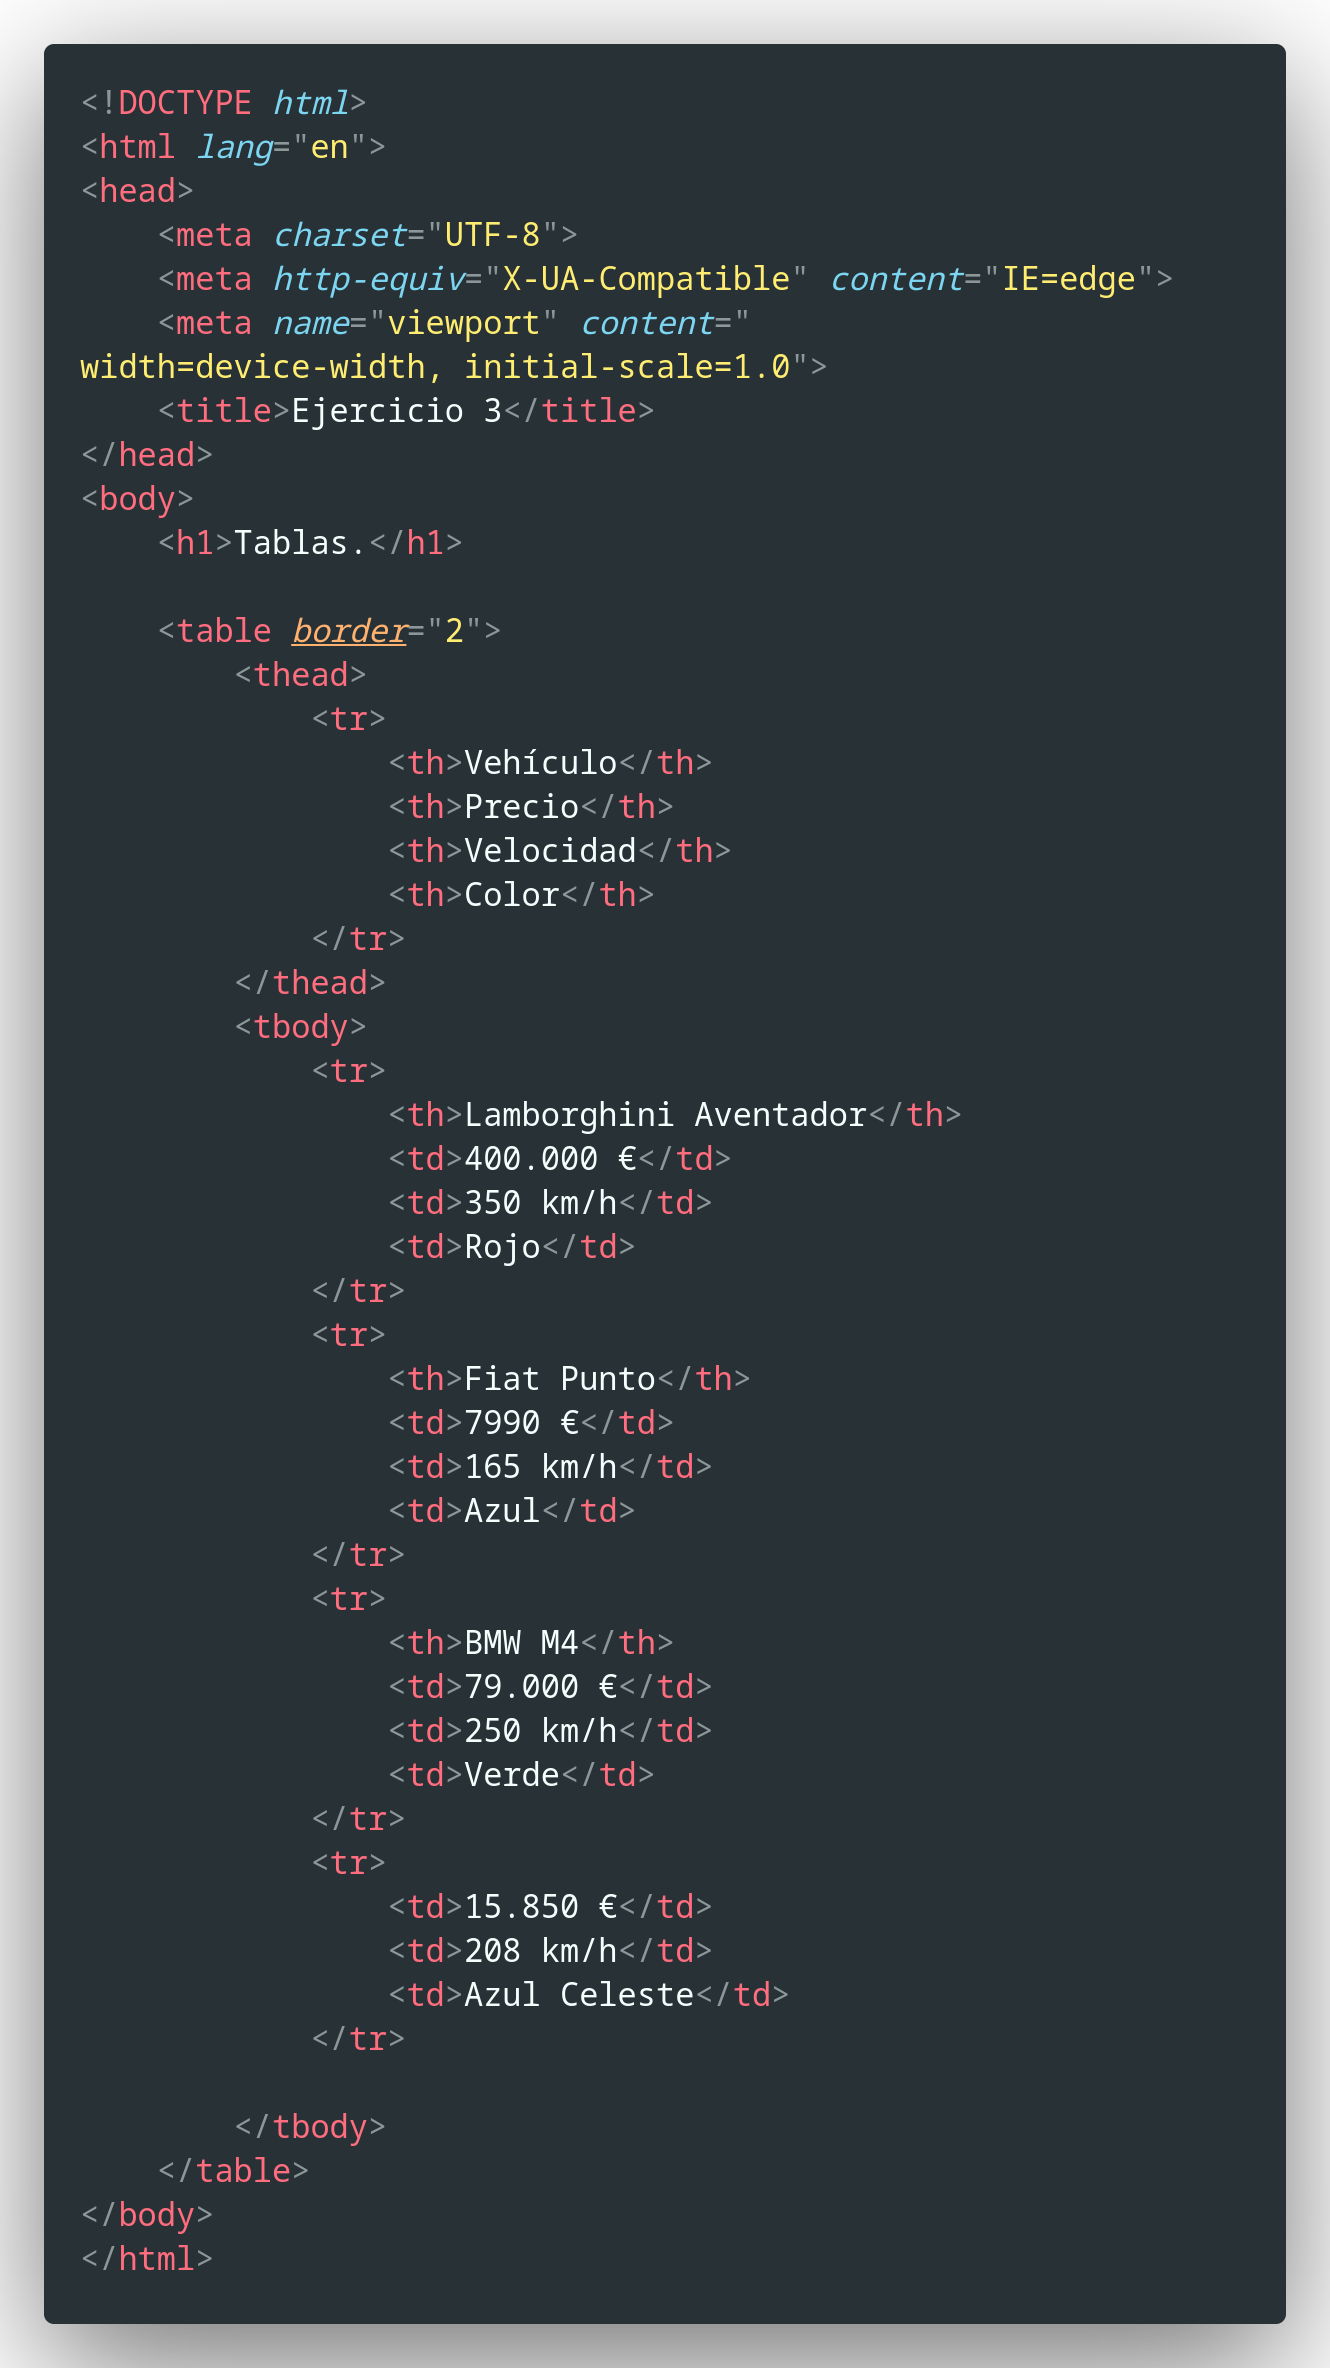 <!DOCTYPE html>
<html lang="en">
<head>
    <meta charset="UTF-8">
    <meta http-equiv="X-UA-Compatible" content="IE=edge">
    <meta name="viewport" content="
width=device-width, initial-scale=1.0">
    <title>Ejercicio 3</title>
</head>
<body>
    <h1>Tablas.</h1>

    <table border="2">
        <thead>
            <tr>
                <th>Vehículo</th>
                <th>Precio</th>
                <th>Velocidad</th>
                <th>Color</th>
            </tr>
        </thead>
        <tbody>
            <tr>
                <th>Lamborghini Aventador</th>
                <td>400.000 €</td>
                <td>350 km/h</td>
                <td>Rojo</td>
            </tr>
            <tr>
                <th>Fiat Punto</th>
                <td>7990 €</td>
                <td>165 km/h</td>
                <td>Azul</td>
            </tr>
            <tr>
                <th>BMW M4</th>
                <td>79.000 €</td>
                <td>250 km/h</td>
                <td>Verde</td>
            </tr>
            <tr>
                <td>15.850 €</td>
                <td>208 km/h</td>
                <td>Azul Celeste</td>
            </tr>

        </tbody>
    </table>
</body>
</html>